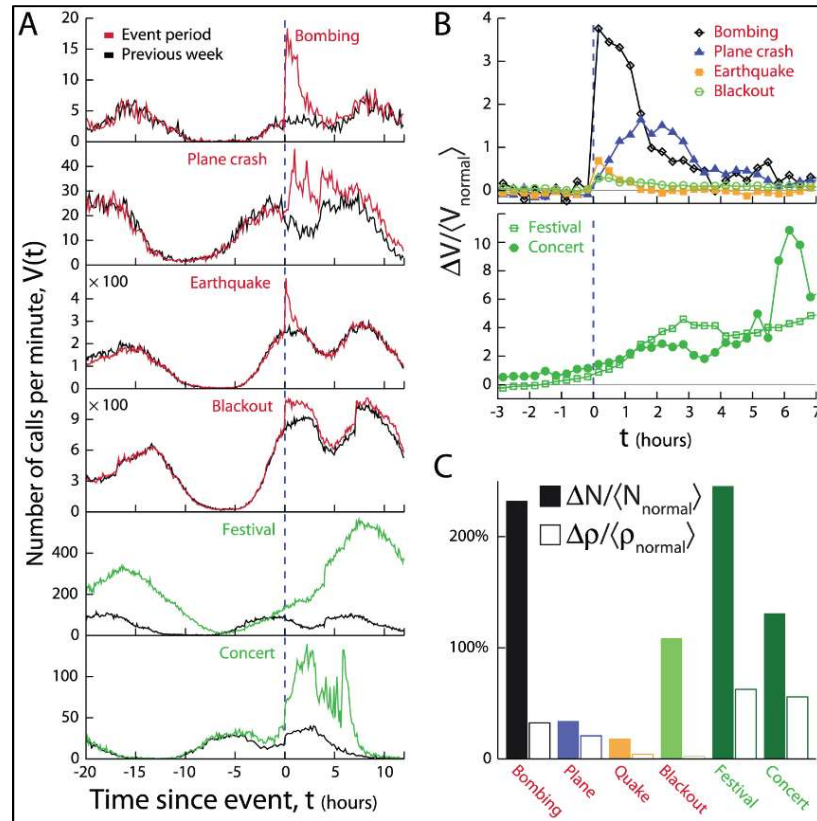 A
Event period
Previous week
Bombing
20
15
10
5
0
Plane crash
40
30
20
10
0
×100
Earthquake
4
3
2
1
0
×100
Blackout
9
6
3
0
Festival
400
200
0
Concert
100
50
0
-20 -15 -10 -5 0 5 10
Number of calls per minute, V(t)
Time since event, t (hours)
B
Bombing
Plane crash
Earthquake
Blackout
4
3
2
1
0
ΔV/⟨V_normal⟩
Festival
Concert
10
8
6
4
2
0
-3 -2 -1 0 1 2 3 4 5 6 7
t (hours)
C
ΔN/⟨N_normal⟩
Δρ/⟨ρ_normal⟩
200%
100%
0
Bombing Plane Quake Blackout Festival Concert